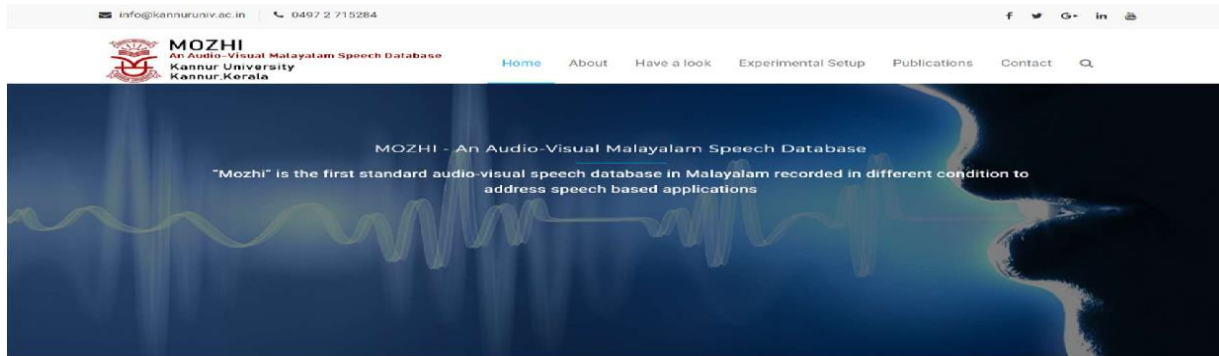 info@kannuruniv.ac.in 0497 2 715284
MOZHI
An Audio-Visual Malayalam Speech Database
Kannur University
Kannur.Kerala
Home About Have a look Experimental Setup Publications Contact
MOZHI - An Audio-Visual Malayalam Speech Database
"Mozhi" is the first standard audio-visual speech database in Malayalam recorded in different condition to
address speech based applications